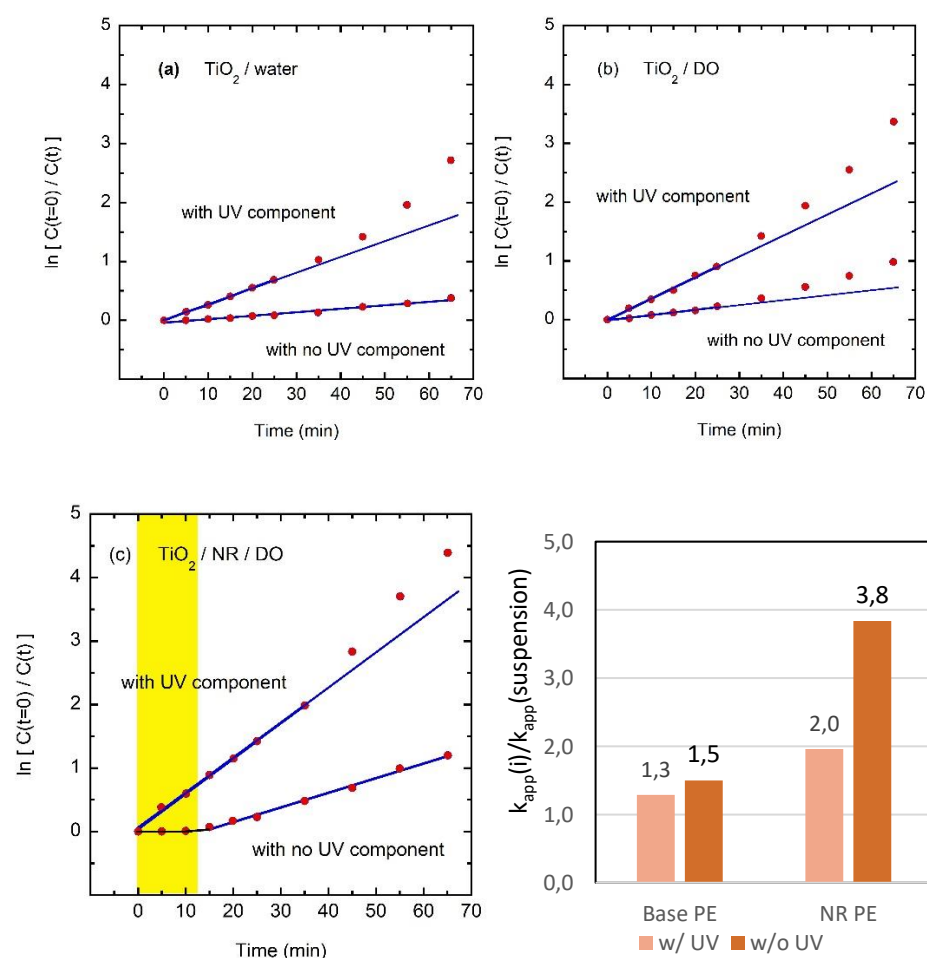 (a) TiO2 / water
5
4
3
2
1
0
ln [ C(t=0) / C(t) ]
with UV component
with no UV component
0 10 20 30 40 50 60 70
Time (min)
(b) TiO2 / DO
5
4
3
2
1
0
ln [ C(t=0) / C(t) ]
with UV component
with no UV component
0 10 20 30 40 50 60 70
Time (min)
(c) TiO2 / NR / DO
5
4
3
2
1
0
ln [ C(t=0) / C(t) ]
with UV component
with no UV component
0 10 20 30 40 50 60 70
Time (min)
kapp(i)/kapp(suspension)
5,0
4,0
3,0
2,0
1,0
0,0
1,3
1,5
2,0
3,8
Base PE NR PE
w/ UV w/o UV